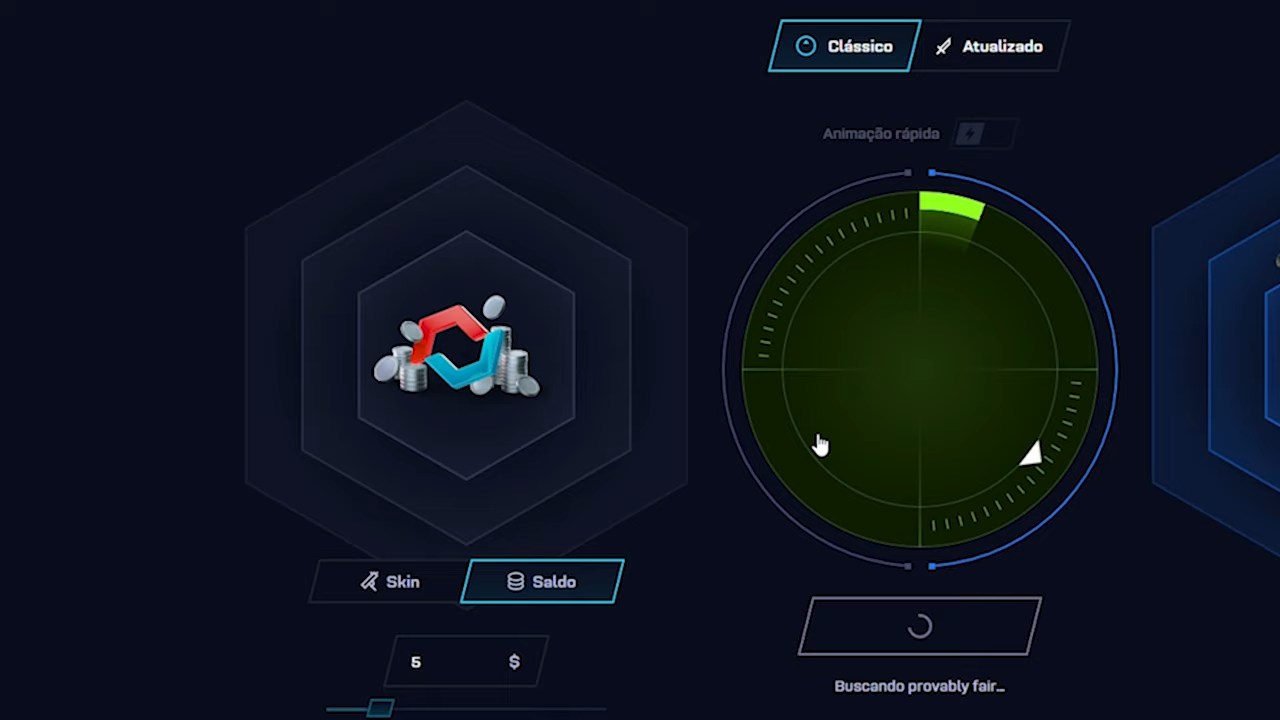 Clássico
Atualizado
Animação rápida
Skin
Saldo
5 $
Buscando provably fair...